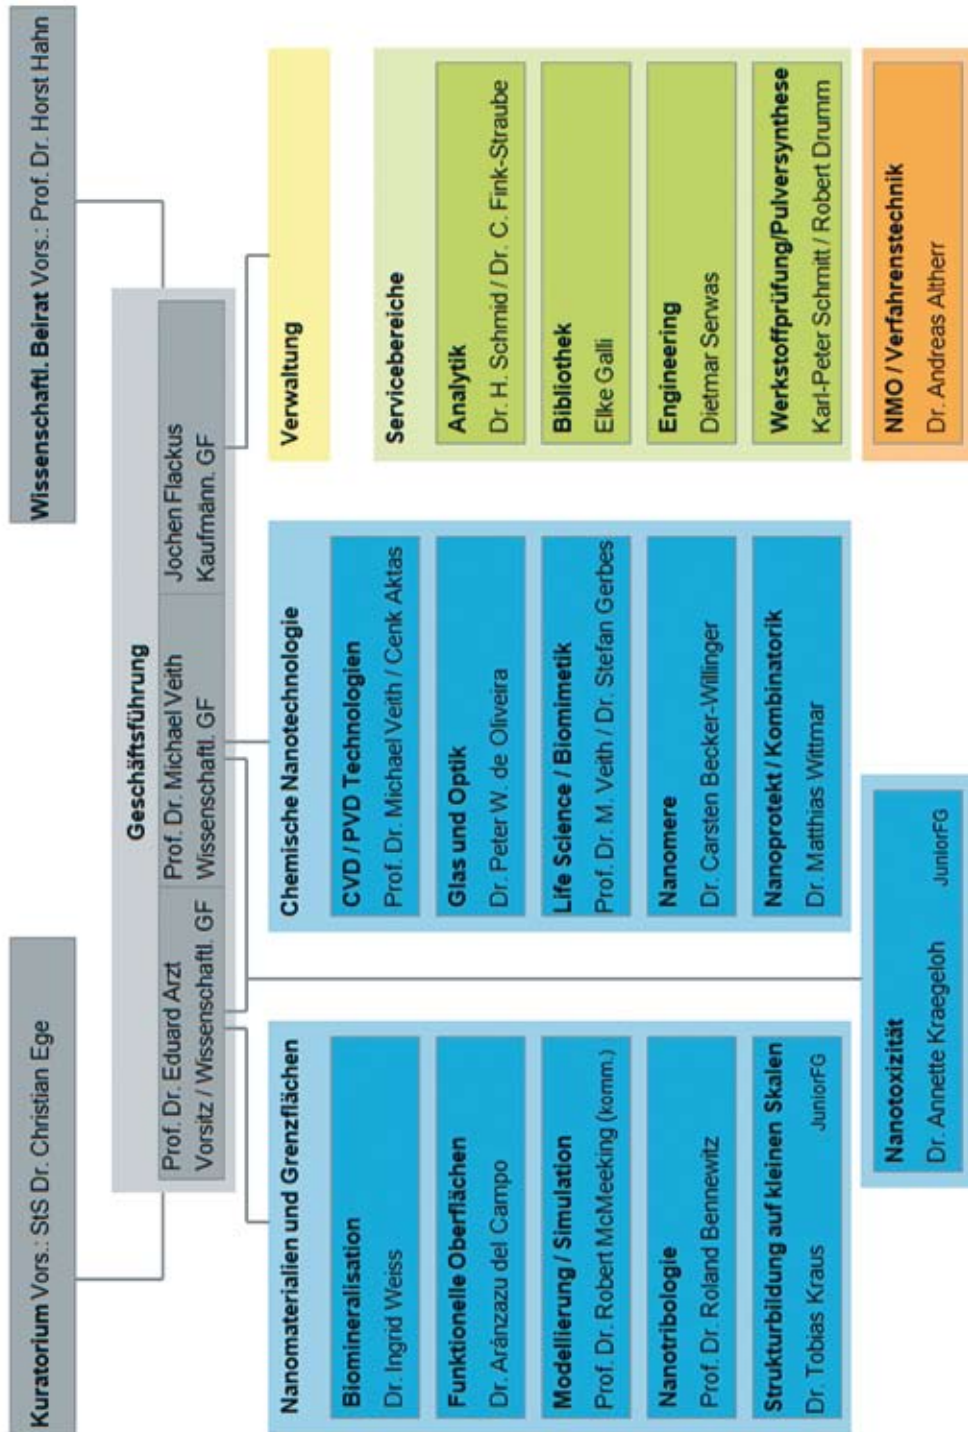 Kuratorium Vors.: StS Dr. Christian Ege
Wissenschaftl. Beirat Vors.: Prof. Dr. Horst Hahn
Geschäftsführung
Prof. Dr. Eduard Arzt
Vorsitz / Wissenschaftl. GF
Prof. Dr. Michael Veith
Wissenschaftl. GF
Jochen Flackus
Kaufmänn. GF
Nanomaterialien und Grenzflächen
Biomineralisation
Dr. Ingrid Weiss
Funktionelle Oberflächen
Dr. Aránzazu del Campo
Modellierung / Simulation
Prof. Dr. Robert McMeeking (komm.)
Nanotribologie
Prof. Dr. Roland Bennewitz
Strukturbildung auf kleinen Skalen
Dr. Tobias Kraus JuniorFG
Chemische Nanotechnologie
CVD / PVD Technologien
Prof. Dr. Michael Veith / Cenk Aktas
Glas und Optik
Dr. Peter W. de Oliveira
Life Science / Biomimetik
Prof. Dr. M. Veith / Dr. Stefan Gerbes
Nanomere
Dr. Carsten Becker-Willinger
Nanoprotekt / Kombinatorik
Dr. Matthias Wittmar
Nanotoxizität
Dr. Annette Kraegeloh JuniorFG
Verwaltung
Servicebereiche
Analytik
Dr. H. Schmid / Dr. C. Fink-Straube
Bibliothek
Elke Galli
Engineering
Dietmar Serwas
Werkstoffprüfung/Pulversynthese
Karl-Peter Schmitt / Robert Drumm
NMO / Verfahrenstechnik
Dr. Andreas Altherr